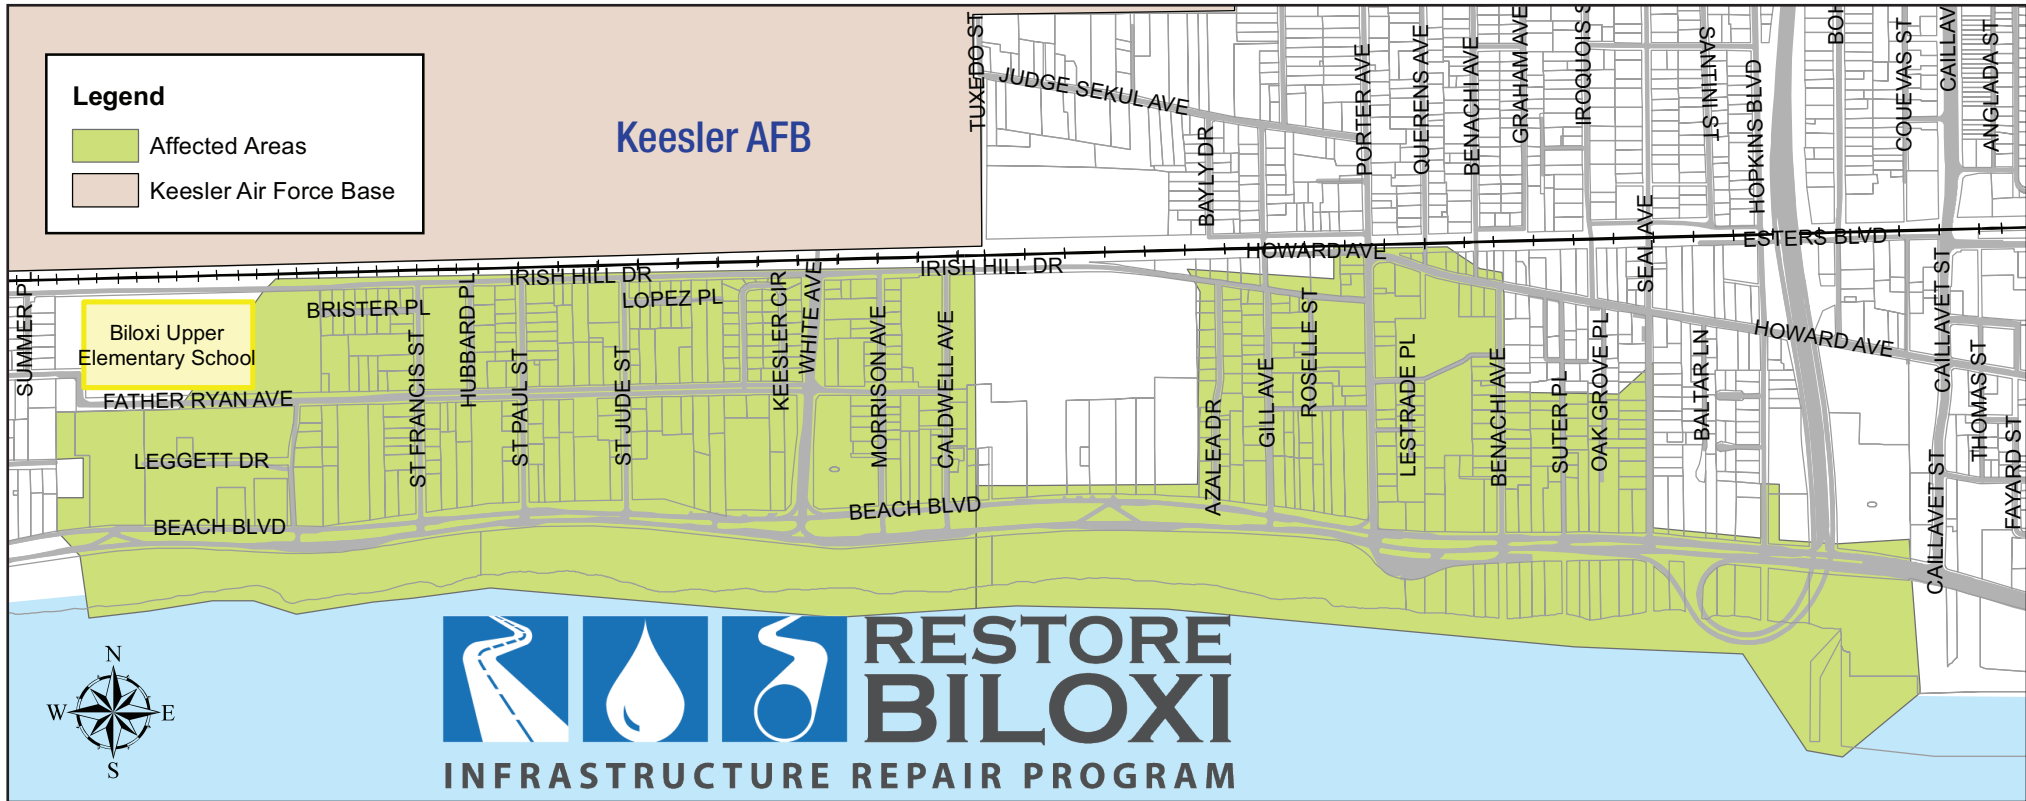 Legend
Affected Areas
Keesler Air Force Base
Keesler AFB
TUXEDO ST
JUDGE SEKUL AVE
BAYLY DR
PORTER AVE
QUEREN'S AVE
BENACHI AVE
GRAHAM AVE
IROQUOIS S
SANTINI ST
HOPKINS BLVD
BOH
COUEVAS ST
CAILLAV
ANGLADA ST
SEAL AVE
ESTERS BLVD
HOWARD AVE
IRISH HILL DR
IRISH HILL DR
SUMMER PL
Biloxi Upper
Elementary School
BRISTER PL
HUBBARD PL
LOPEZ PL
KEESLER CIR
WHITE AVE
MORRISON AVE
CALDWELL AVE
ST FRANCIS ST
ST PAUL ST
ST JUDE ST
FATHER RYAN AVE
LEGGETT DR
BEACH BLVD
BEACH BLVD
AZALEA DR
GILL AVE
ROSELLE ST
LESTRADE PL
BENACHI AVE
SUTER PL
OAK GROVE PL
BALTAR LN
HOWARD AVE
CAILLAVET ST
THOMAS ST
FAYARD ST
CAILLAVET ST
N
W
E
S
RESTORE
BILOXI
INFRASTRUCTURE REPAIR PROGRAM